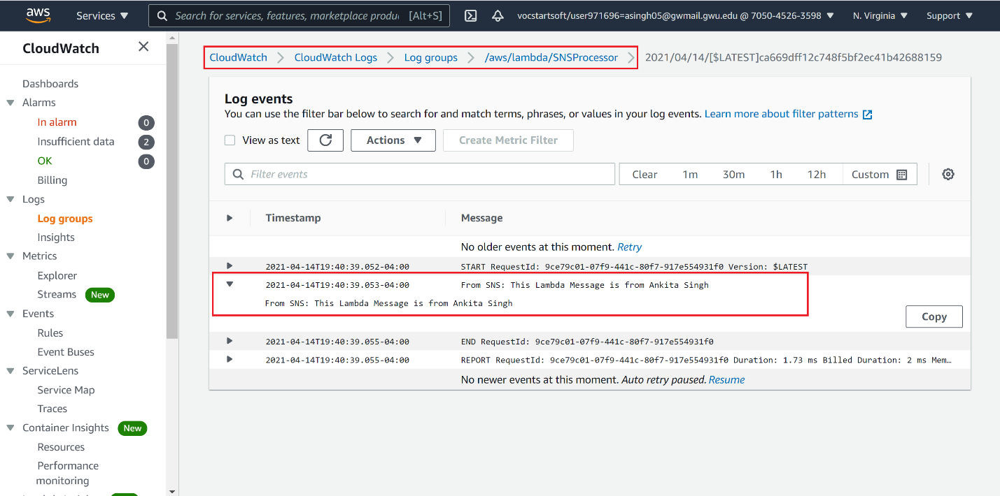 aws Services Search for services, features, marketplace produ [Alt+S] vocstartsoft/user971696=asingh05@gwmail.gwu.edu @ 7050-4526-3598 N. Virginia Support
CloudWatch
Dashboards
Alarms
In alarm 0
Insufficient data 2
OK 0
Billing
Logs
Log groups
Insights
Metrics
Explorer
Streams New
Events
Rules
Event Buses
ServiceLens
Service Map
Traces
Container Insights New
Resources
Performance
monitoring
CloudWatch CloudWatch Logs Log groups /aws/lambda/SNSProcessor 2021/04/14/[$LATEST]ca669dff12c748f5bf2ec41b42688159
Log events
You can use the filter bar below to search for and match terms, phrases, or values in your log events. Learn more about filter patterns
View as text Actions Create Metric Filter
Filter events Clear 1m 30m 1h 12h Custom
Timestamp Message
No older events at this moment. Retry
2021-04-14T19:40:39.052-04:00 START RequestId: 9ce79c01-07f9-441c-80f7-917e554931f0 Version: $LATEST
2021-04-14T19:40:39.053-04:00 From SNS: This Lambda Message is from Ankita Singh
From SNS: This Lambda Message is from Ankita Singh
Copy
2021-04-14T19:40:39.055-04:00 END RequestId: 9ce79c01-07f9-441c-80f7-917e554931f0
2021-04-14T19:40:39.055-04:00 REPORT RequestId: 9ce79c01-07f9-441c-80f7-917e554931f0 Duration: 1.73 ms Billed Duration: 2 ms Mem…
No newer events at this moment. Auto retry paused. Resume